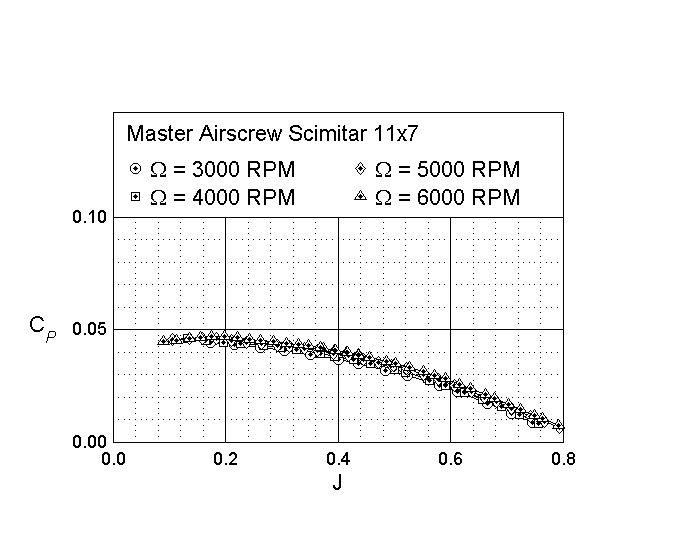 Master Airscrew Scimitar 11x7
Ω = 3000 RPM Ω = 5000 RPM
Ω = 4000 RPM Ω = 6000 RPM
0.10
0.05
C_P
0.00
0.0 0.2 0.4 0.6 0.8
J